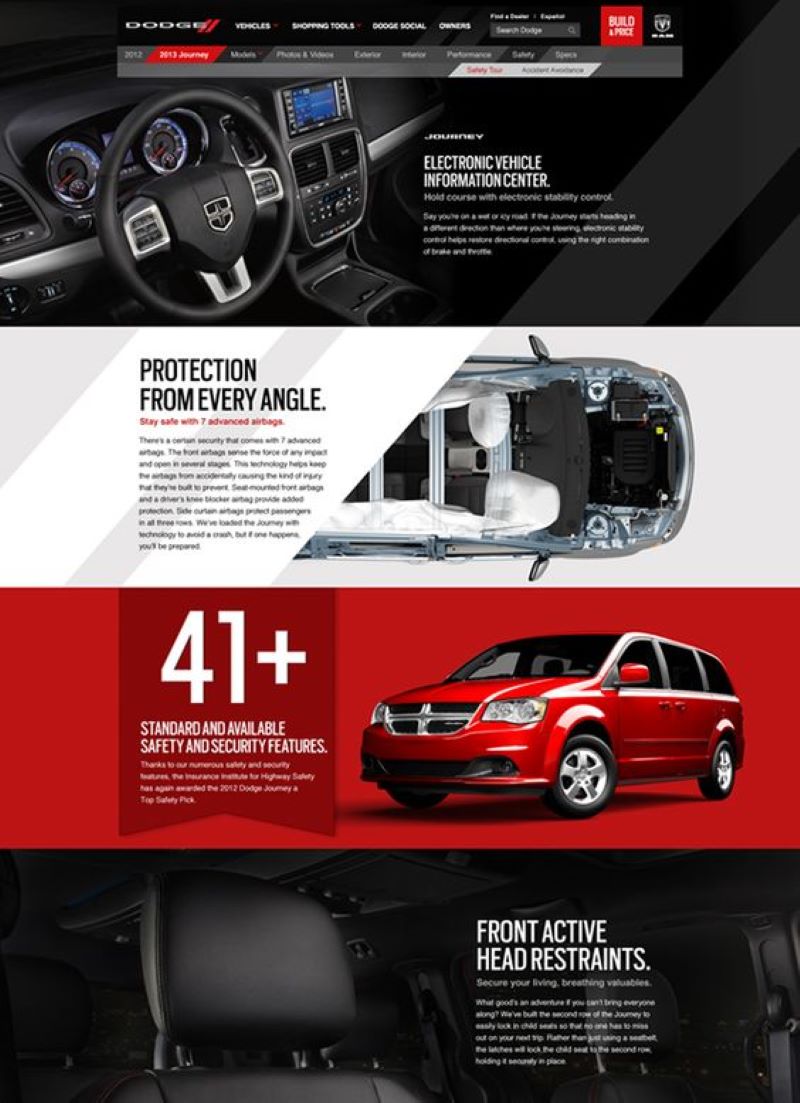 DODGE
VEHICLES
SHOPPING TOOLS
DODGE SOCIAL
OWNERS
Find a Dealer | Español
Search Dodge
BUILD
& PRICE
RAM
2012
2013 Journey
Models
Photos & Videos
Exterior
Interior
Performance
Safety
Specs
Safety Tour
Accident Avoidance
JOURNEY
ELECTRONIC VEHICLE
INFORMATION CENTER.
Hold course with electronic stability control.
Say you're on a wet or icy road. If the Journey starts heading in
a different direction than where you're steering, electronic stability
control helps restore directional control, using the right combination
of brake and throttle.
PROTECTION
FROM EVERY ANGLE.
Stay safe with 7 advanced airbags.
There's a certain security that comes with 7 advanced
airbags. The front airbags sense the force of any impact
and open in several stages. This technology helps keep
the airbags from accidentally causing the kind of injury
that they're built to prevent. Seat-mounted front airbags
and a driver's knee blocker airbag provide added
protection. Side curtain airbags protect passengers
in all three rows. We've loaded the Journey with
technology to avoid a crash, but if one happens,
you'll be prepared.
41+
STANDARD AND AVAILABLE
SAFETY AND SECURITY FEATURES.
Thanks to our numerous safety and security
features, the Insurance Institute for Highway Safety
has again awarded the 2012 Dodge Journey a
Top Safety Pick.
FRONT ACTIVE
HEAD RESTRAINTS.
Secure your living, breathing valuables.
What good's an adventure if you can't bring everyone
along? We've built the second row of the Journey to
easily lock in child seats so that no one has to miss
out on your next trip. Rather than just using a seatbelt,
the latches will lock the child seat to the second row,
holding it securely in place.